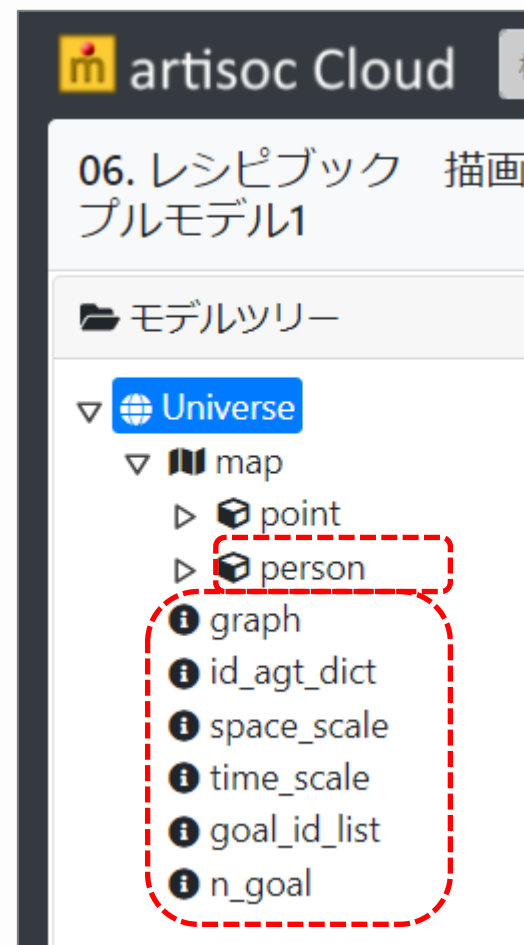 artisoc Cloud
06. レシピブック　描画
プルモデル1
モデルツリー
Universe
map
point
person
graph
id_agt_dict
space_scale
time_scale
goal_id_list
n_goal